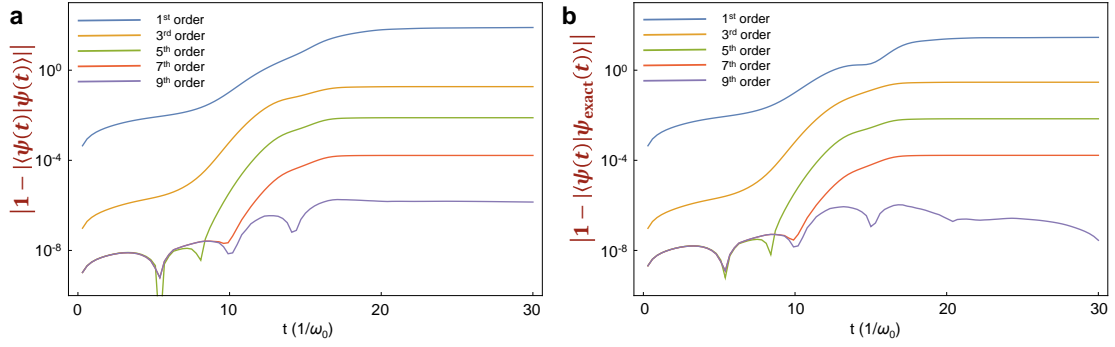 a
|1 − |⟨ψ(t)|ψ(t)⟩||
1st order
3rd order
5th order
7th order
9th order
10^0
10^-4
10^-8
0
10
20
30
t (1/ω0)
b
|1 − |⟨ψ(t)|ψexact(t)⟩||
1st order
3rd order
5th order
7th order
9th order
10^0
10^-4
10^-8
0
10
20
30
t (1/ω0)